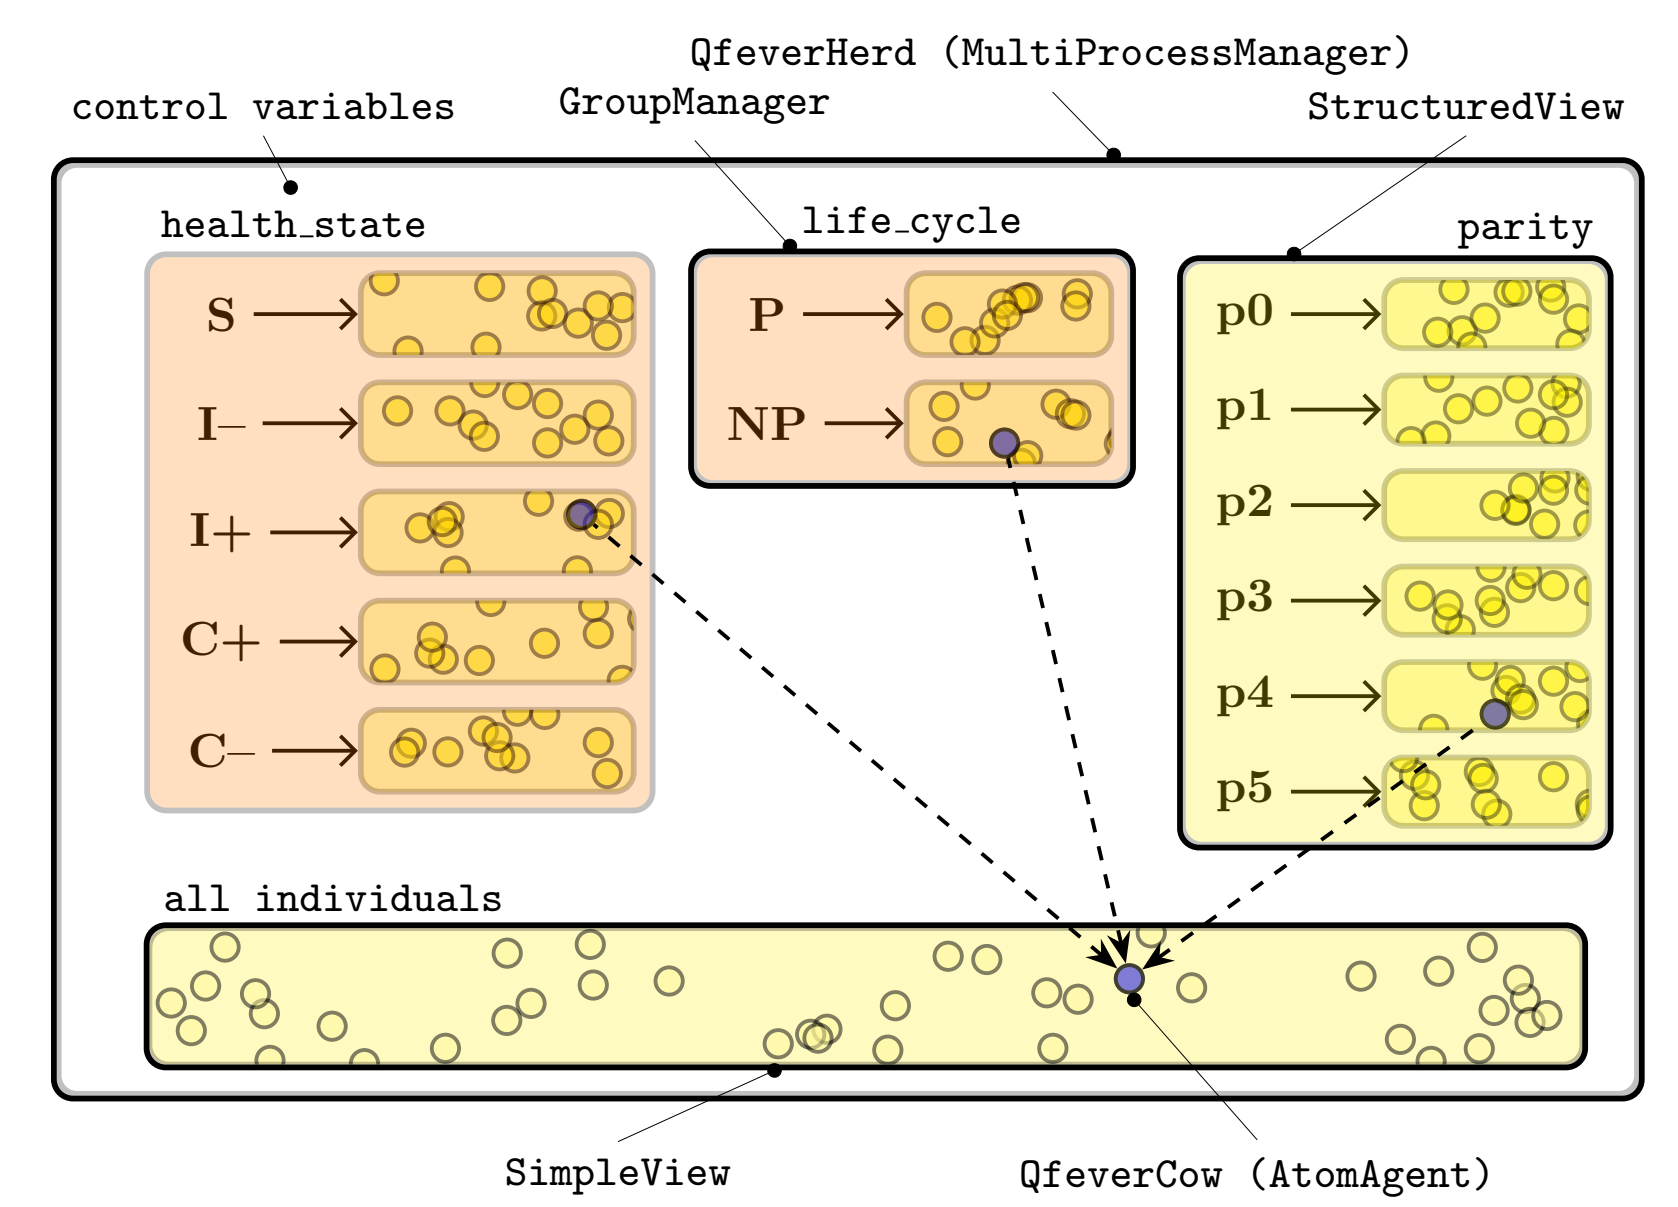 QfeverHerd (MultiProcessManager)
control variables
GroupManager
StructuredView
health_state
life_cycle
parity
S
I–
I+
C+
C–
P
NP
p0
p1
p2
p3
p4
p5
all individuals
SimpleView
QfeverCow (AtomAgent)